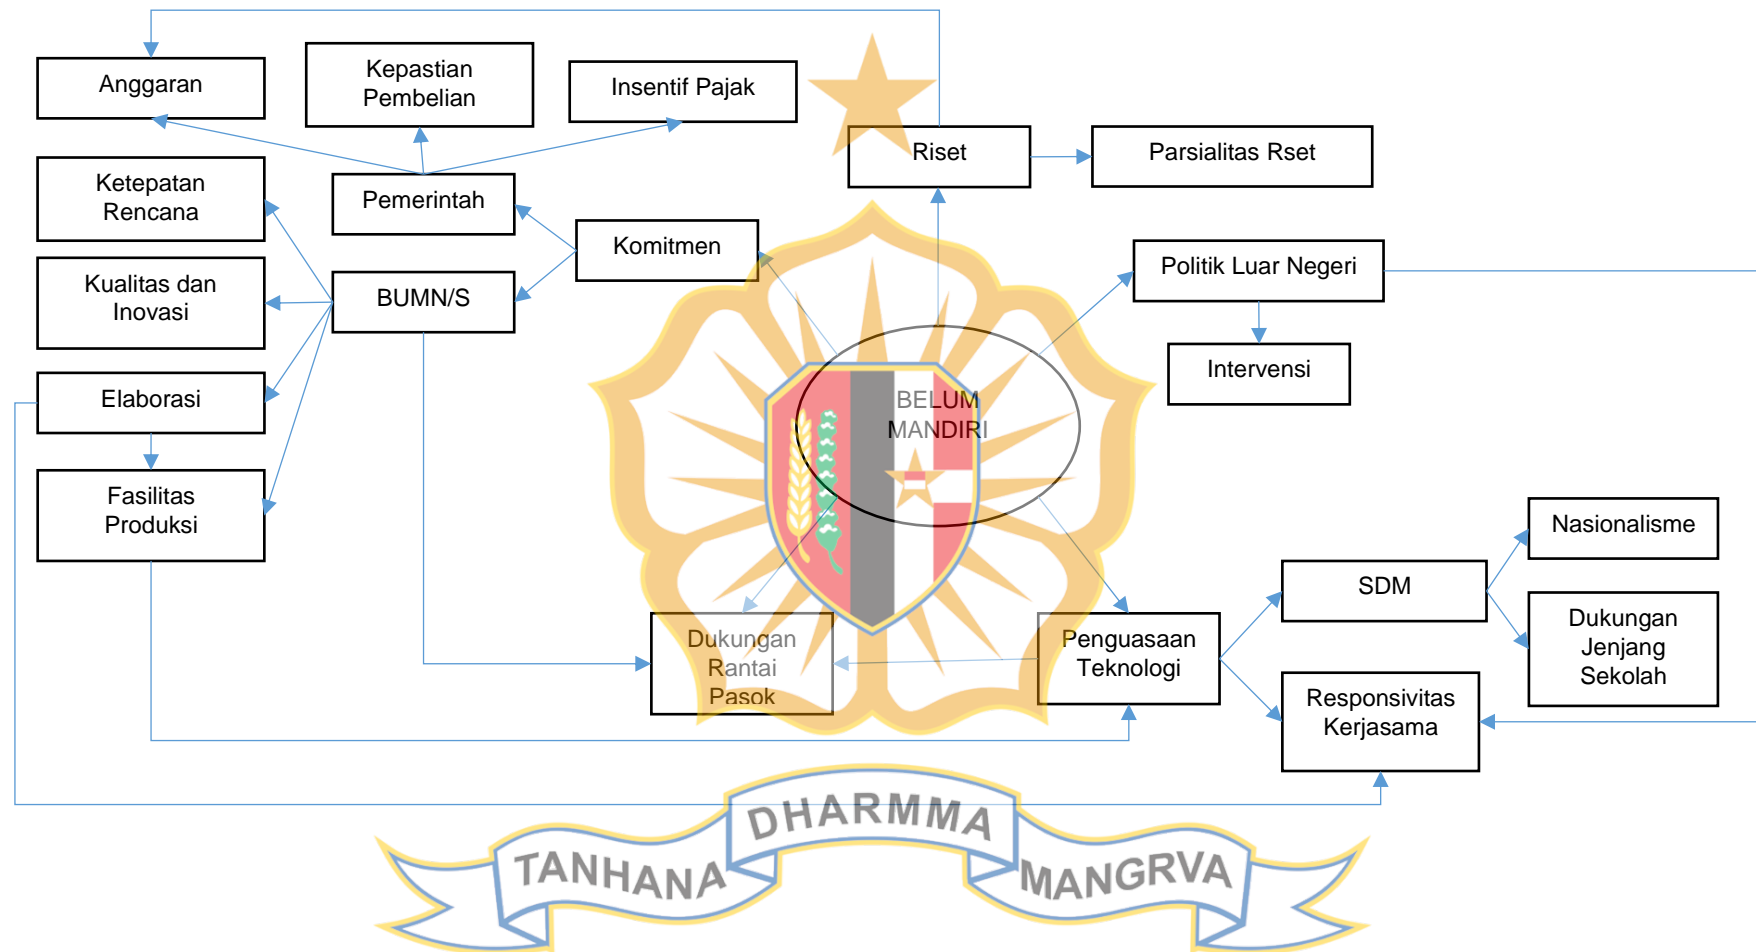 Anggaran
Kepastian
Pembelian
Insentif Pajak
Riset
Parsialitas Rset
Ketepatan
Rencana
Pemerintah
Komitmen
Politik Luar Negeri
Kualitas dan
Inovasi
BUMN/S
Intervensi
Elaborasi
BELUM
MANDIRI
Fasilitas
Produksi
Nasionalisme
SDM
Dukungan
Rantai
Pasok
Penguasaan
Teknologi
Dukungan
Jenjang
Sekolah
Responsivitas
Kerjasama
TANHANA
DHARMMA
MANGRVA